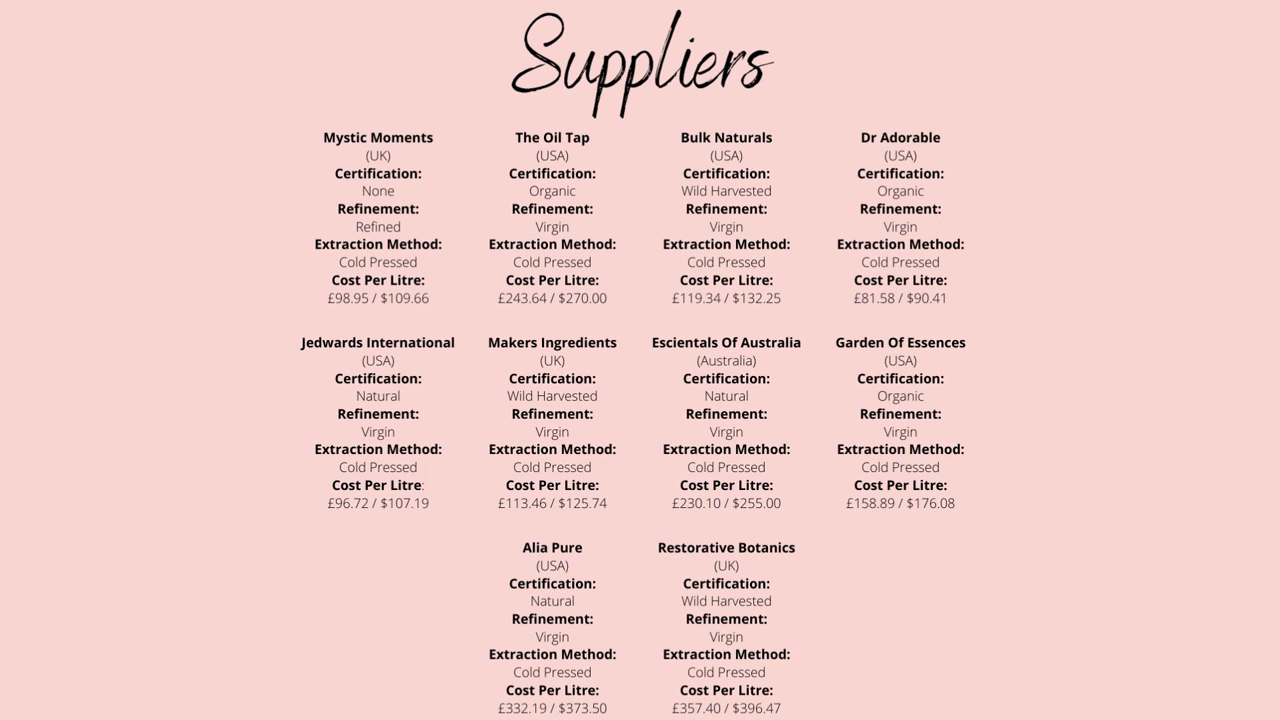 Suppliers
Mystic Moments
(UK)
Certification:
None
Refinement:
Refined
Extraction Method:
Cold Pressed
Cost Per Litre:
£98.95 / $109.66
The Oil Tap
(USA)
Certification:
Organic
Refinement:
Virgin
Extraction Method:
Cold Pressed
Cost Per Litre:
£243.64 / $270.00
Bulk Naturals
(USA)
Certification:
Wild Harvested
Refinement:
Virgin
Extraction Method:
Cold Pressed
Cost Per Litre:
£119.34 / $132.25
Dr Adorable
(USA)
Certification:
Organic
Refinement:
Virgin
Extraction Method:
Cold Pressed
Cost Per Litre:
£81.58 / $90.41
Jedwards International
(USA)
Certification:
Natural
Refinement:
Virgin
Extraction Method:
Cold Pressed
Cost Per Litre:
£96.72 / $107.19
Makers Ingredients
(UK)
Certification:
Wild Harvested
Refinement:
Virgin
Extraction Method:
Cold Pressed
Cost Per Litre:
£113.46 / $125.74
Escientals Of Australia
(Australia)
Certification:
Natural
Refinement:
Virgin
Extraction Method:
Cold Pressed
Cost Per Litre:
£230.10 / $255.00
Garden Of Essences
(USA)
Certification:
Organic
Refinement:
Virgin
Extraction Method:
Cold Pressed
Cost Per Litre:
£158.89 / $176.08
Alia Pure
(USA)
Certification:
Natural
Refinement:
Virgin
Extraction Method:
Cold Pressed
Cost Per Litre:
£332.19 / $373.50
Restorative Botanics
(UK)
Certification:
Wild Harvested
Refinement:
Virgin
Extraction Method:
Cold Pressed
Cost Per Litre:
£357.40 / $396.47